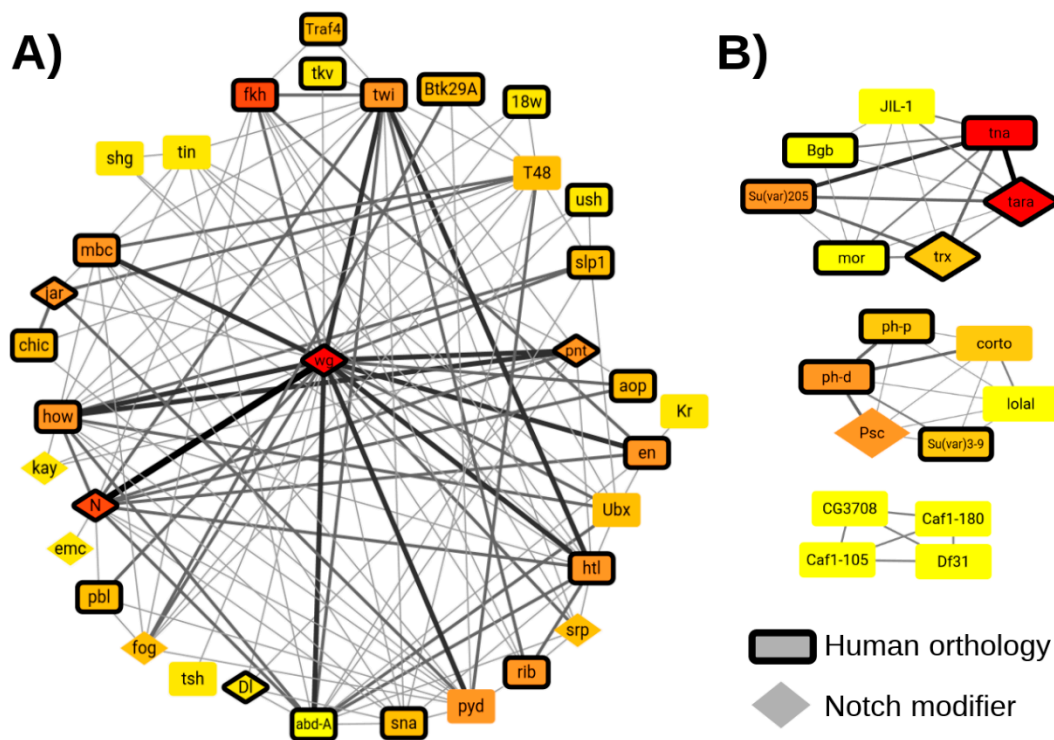 A)
Traf4
tkv
fkh
twi
Btk29A
18w
shg
tin
T48
ush
mbc
slp1
jar
chic
wg
pnt
aop
Kr
how
en
kay
N
Ubx
emc
htl
pbl
srp
fog
rib
tsh
Dl
abd-A
sna
pyd
B)
JIL-1
tna
Bgb
Su(var)205
tara
mor
trx
ph-p
corto
ph-d
lolal
Psc
Su(var)3-9
CG3708
Caf1-180
Caf1-105
Df31
Human orthology
Notch modifier